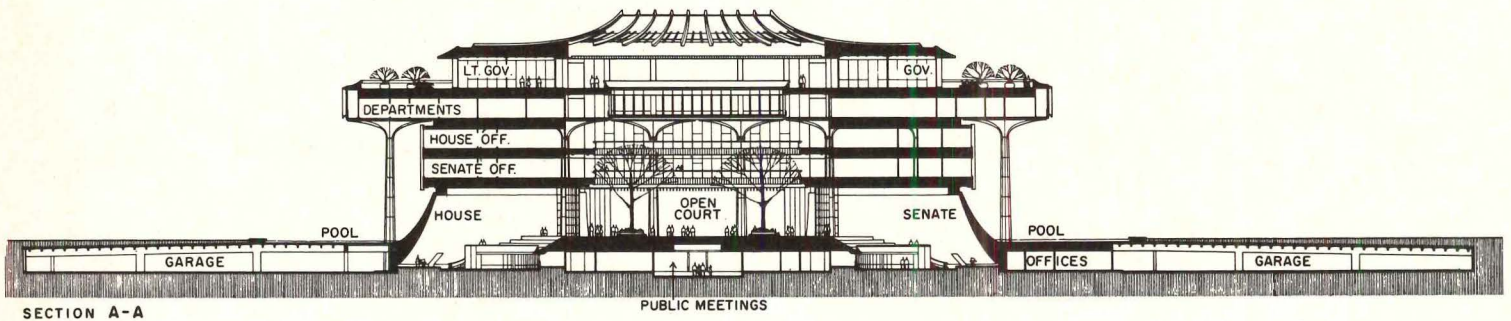 LT. GOV.
GOV.
DEPARTMENTS
HOUSE OFF.
SENATE OFF.
OPEN
COURT
HOUSE
SENATE
POOL
POOL
GARAGE
OFFICES
GARAGE
PUBLIC MEETINGS
SECTION A-A